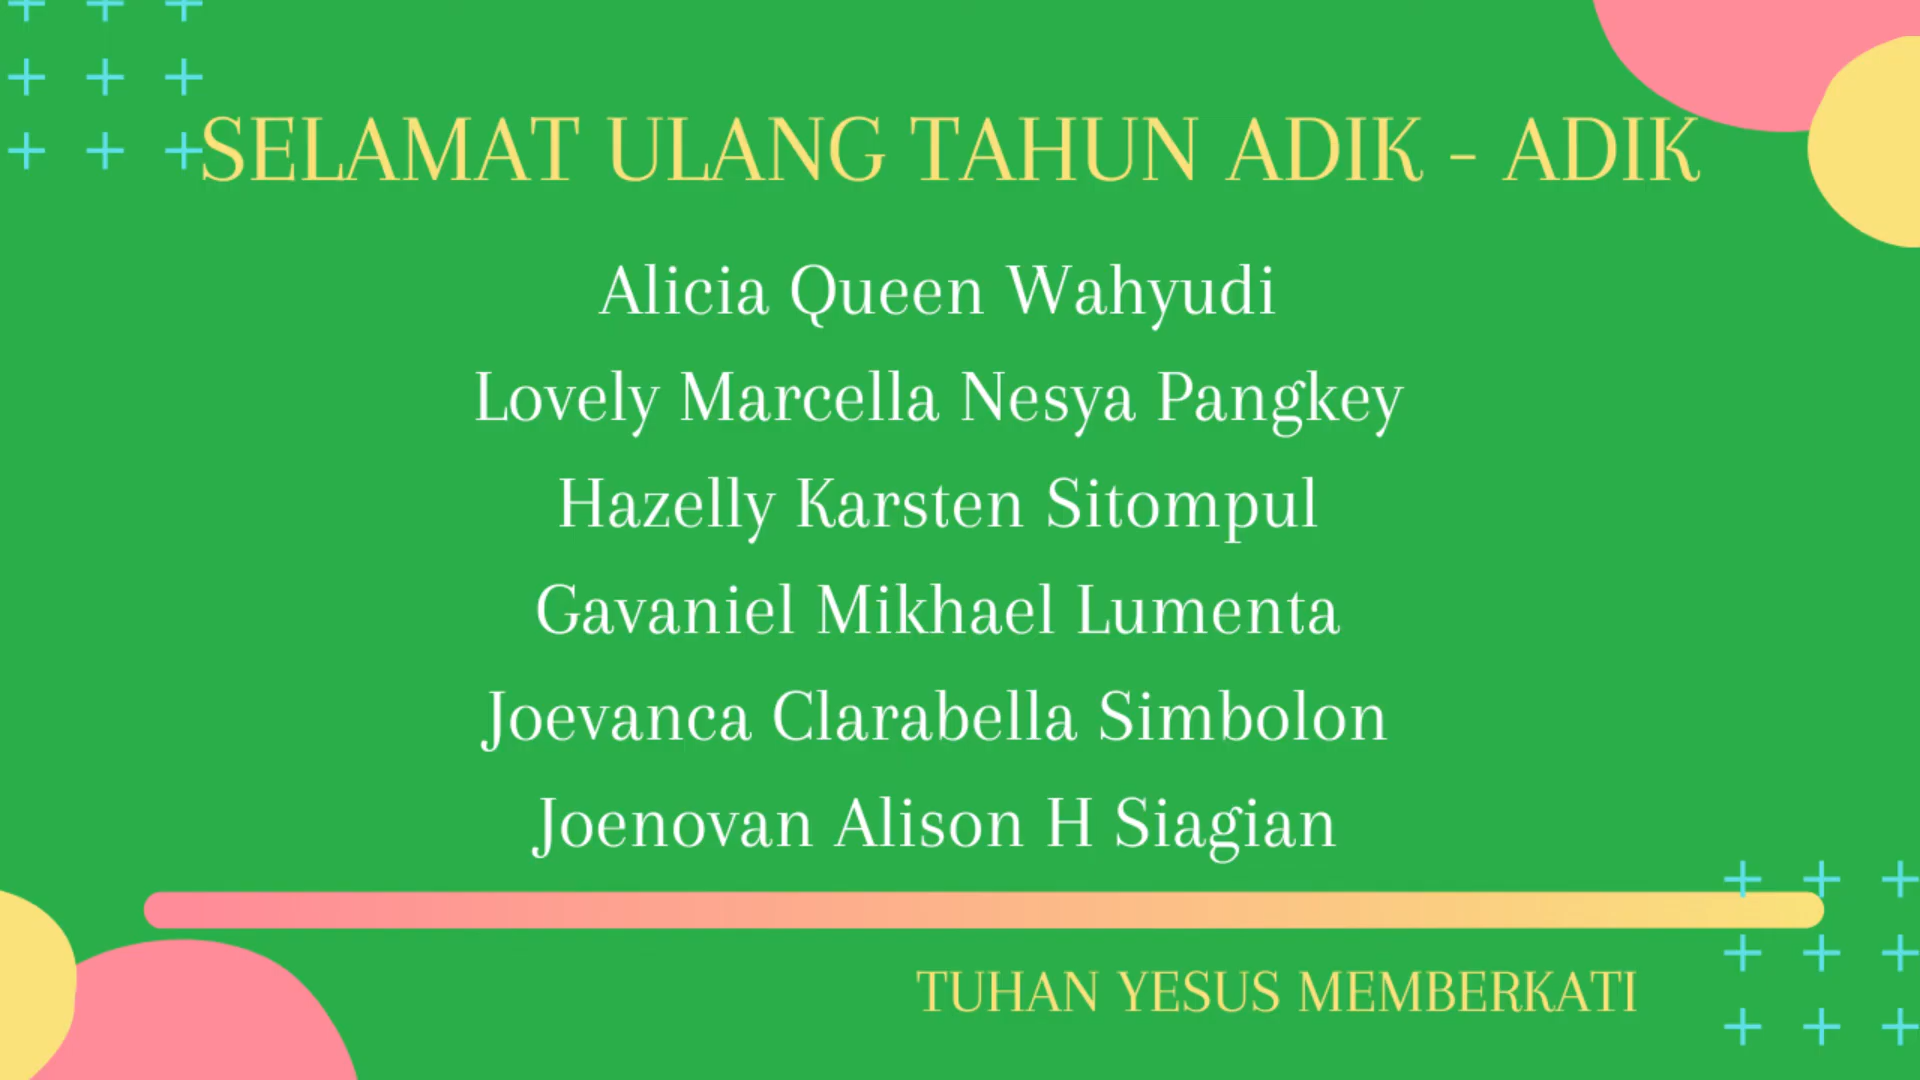 SELAMAT ULANG TAHUN ADIK - ADIK
Alicia Queen Wahyudi
Lovely Marcella Nesya Pangkey
Hazelly Karsten Sitompul
Gavaniel Mikhael Lumenta
Joevanca Clarabella Simbolon
Joenovan Alison H Siagian
TUHAN YESUS MEMBERKATI